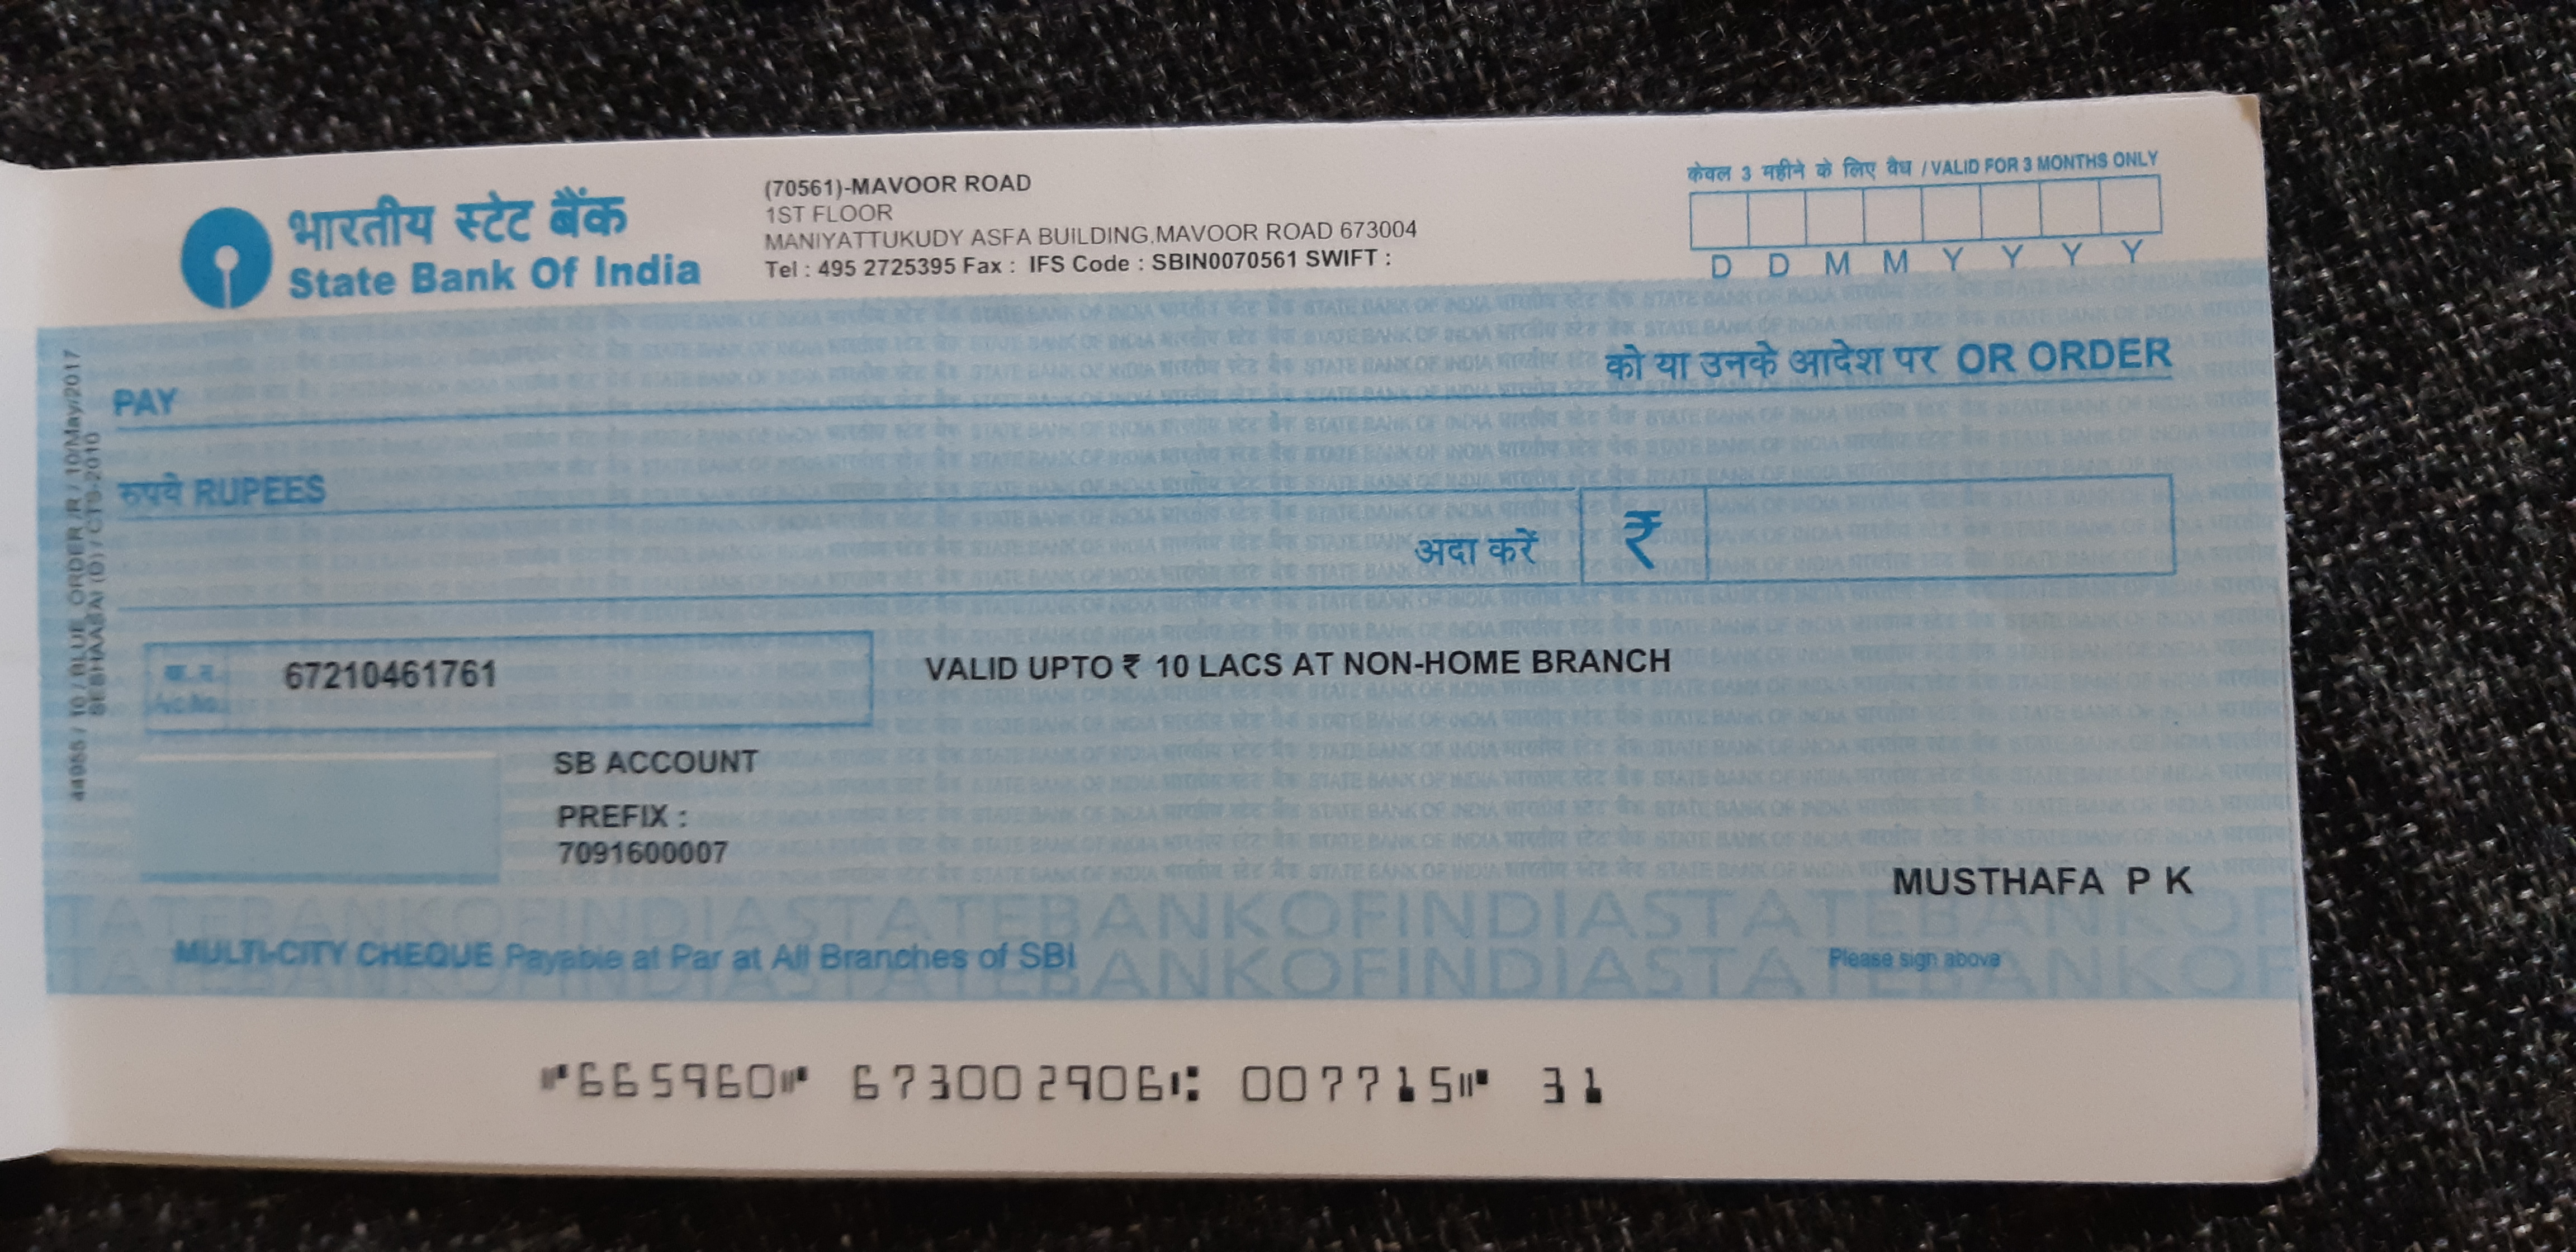 भारतीय स्टेट बैंक
State Bank Of India
(70561)-MAVOOR ROAD
1ST FLOOR
MANIYATTUKUDY ASFA BUILDING.MAVOOR ROAD 673004
Tel : 495 2725395 Fax : IFS Code : SBIN0070561 SWIFT :
केवल 3 महीने के लिए वैध / VALID FOR 3 MONTHS ONLY
D D M M Y Y Y Y
PAY
को या उनके आदेश पर OR ORDER
रुपये RUPEES
अदा करें ₹
खा.सं.
A/c.No. 67210461761
VALID UPTO ₹ 10 LACS AT NON-HOME BRANCH
SB ACCOUNT
PREFIX :
7091600007
MUSTHAFA P K
MULTI-CITY CHEQUE Payable at Par at All Branches of SBI
Please sign above
⑈665960⑈ 673002906⑆ 007715⑈ 31
44955 / 10 / BLUE_ORDER /R / 10/May/2017
SESHAASAI (D) / CTS-2010